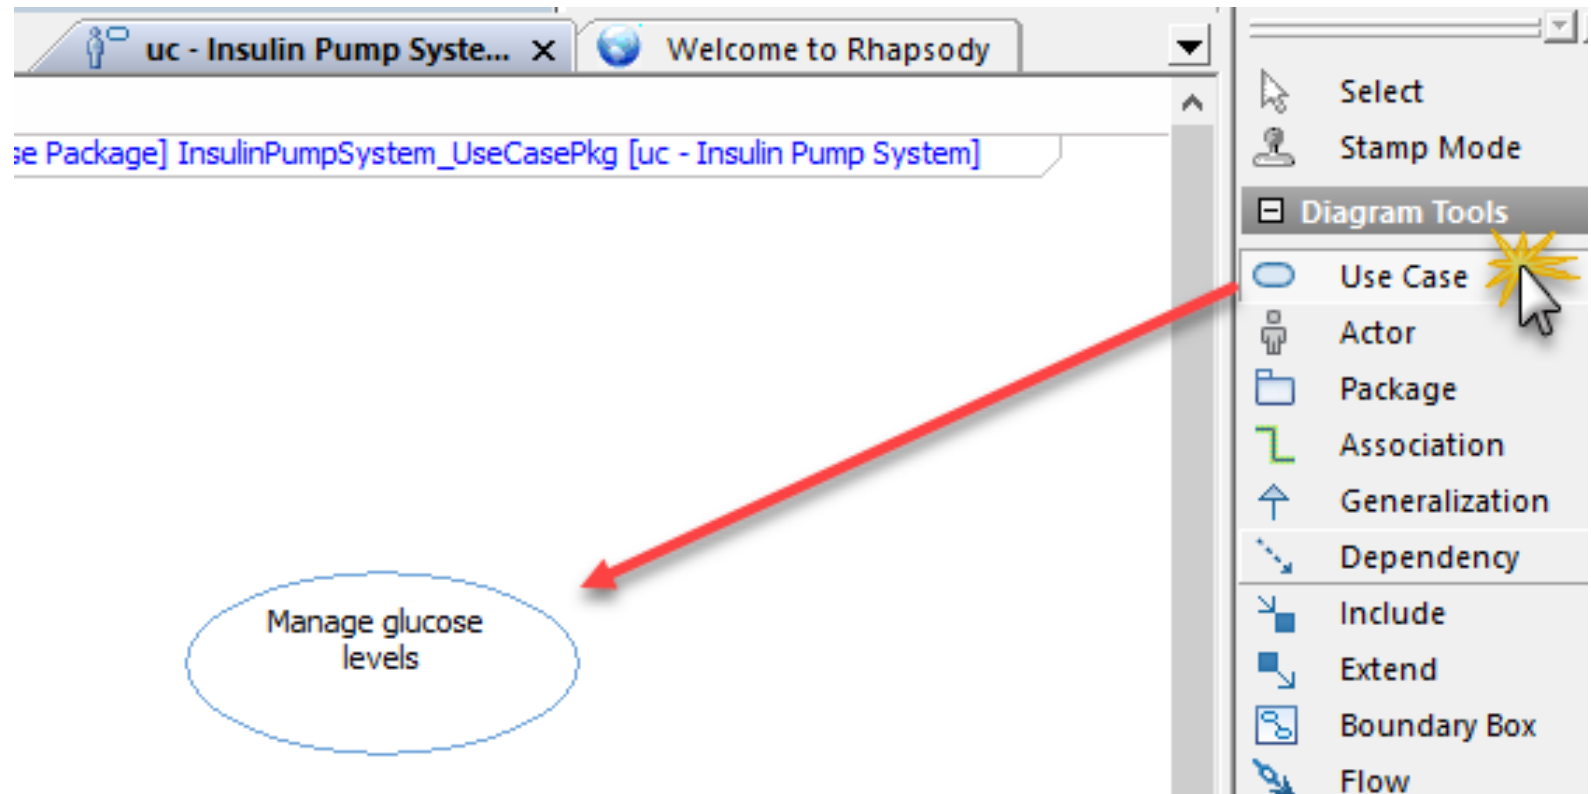 uc - Insulin Pump Syste...
Welcome to Rhapsody
se Package] InsulinPumpSystem_UseCasePkg [uc - Insulin Pump System]
Manage glucose
levels
Select
Stamp Mode
Diagram Tools
Use Case
Actor
Package
Association
Generalization
Dependency
Include
Extend
Boundary Box
Flow